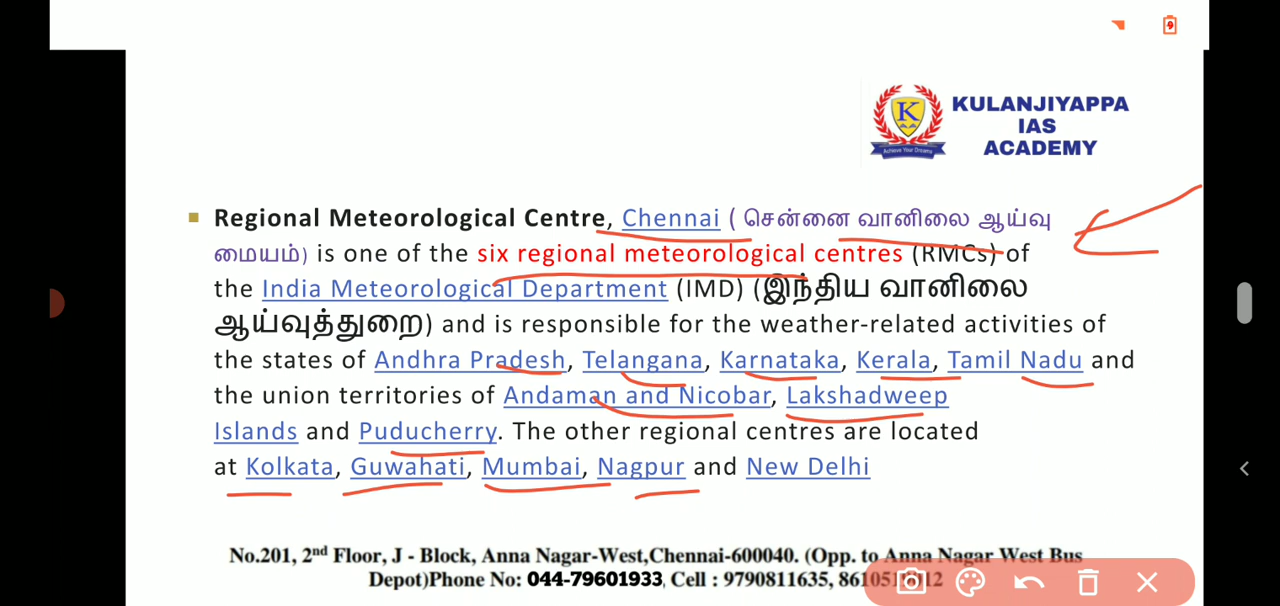 9
KULANJIYAPPA
IAS
ACADEMY
K
Achieve Your Dreams
Regional Meteorological Centre, Chennai ( சென்னை வானிலை ஆய்வு
மையம்) is one of the six regional meteorological centres (RMCs) of
the India Meteorological Department (IMD) (இந்திய வானிலை
ஆய்வுத்துறை) and is responsible for the weather-related activities of
the states of Andhra Pradesh, Telangana, Karnataka, Kerala, Tamil Nadu and
the union territories of Andaman and Nicobar, Lakshadweep
Islands and Puducherry. The other regional centres are located
at Kolkata, Guwahati, Mumbai, Nagpur and New Delhi
No.201, 2nd Floor, J - Block, Anna Nagar-West,Chennai-600040. (Opp. to Anna Nagar West Bus
Depot)Phone No: 044-79601933, Cell : 9790811635,